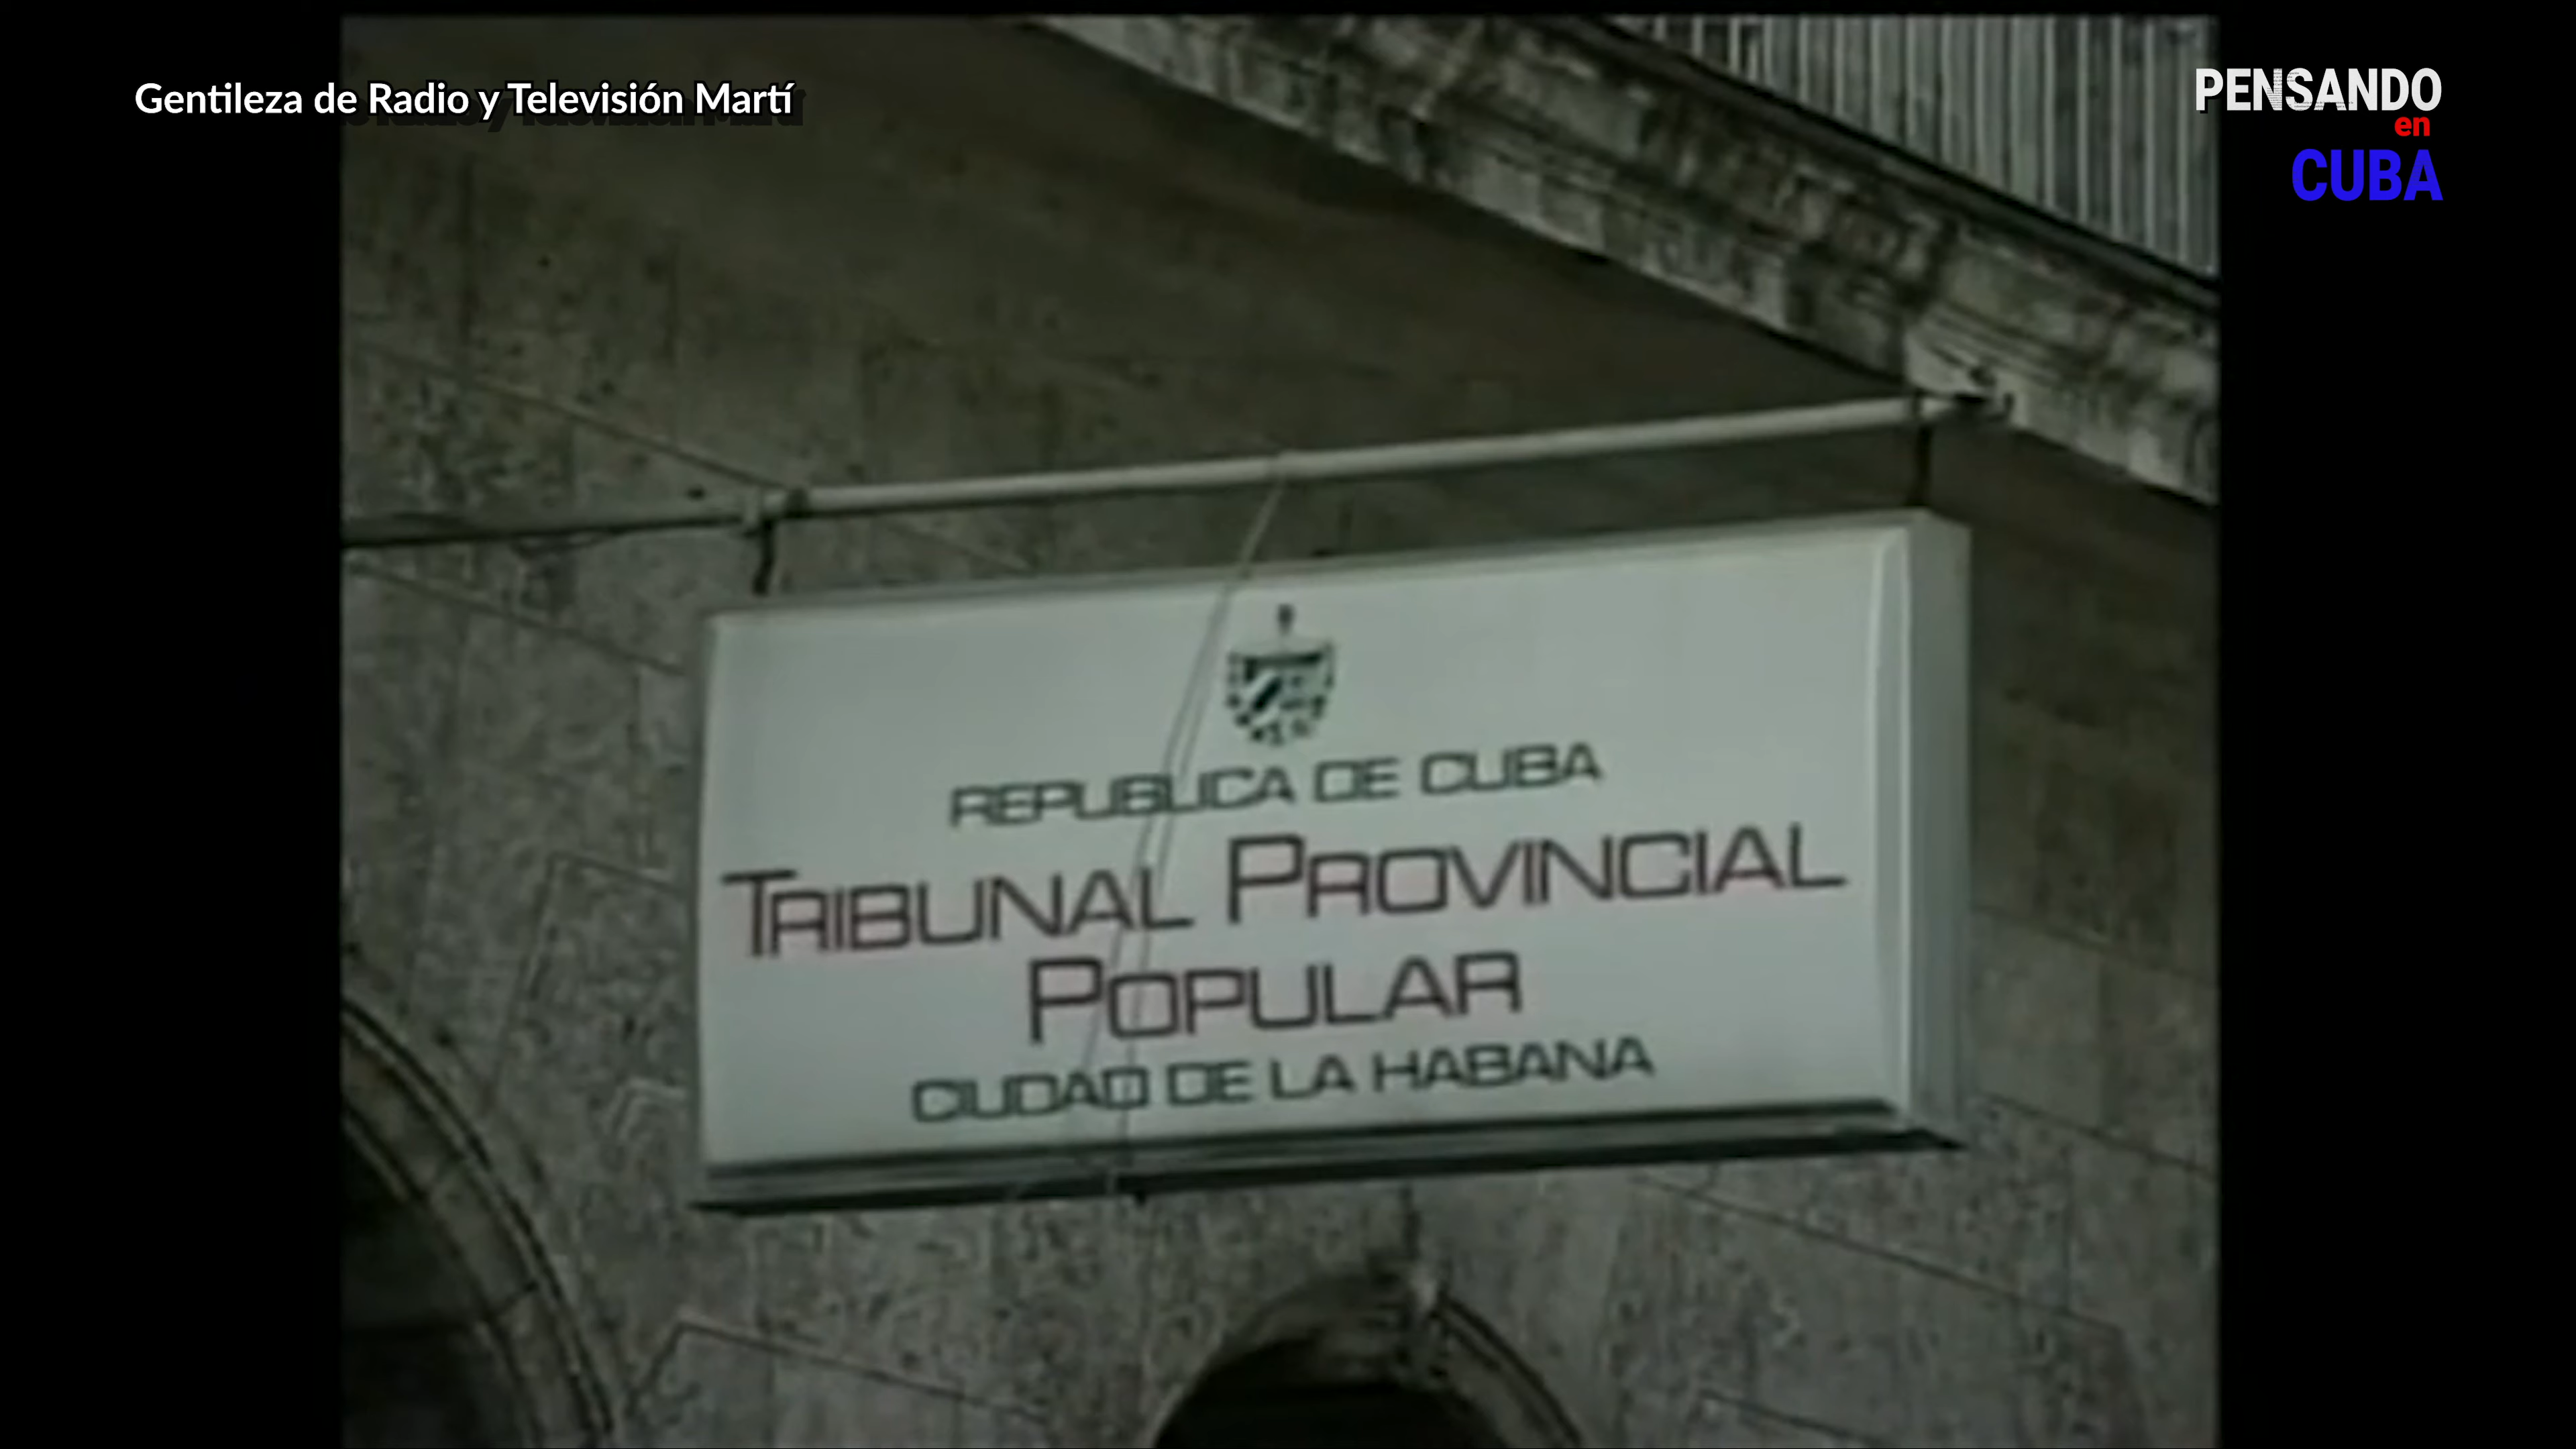 Gentileza de Radio y Televisión Martí
PENSANDO
en
CUBA
REPUBLICA DE CUBA
TRIBUNAL PROVINCIAL
POPULAR
CIUDAD DE LA HABANA